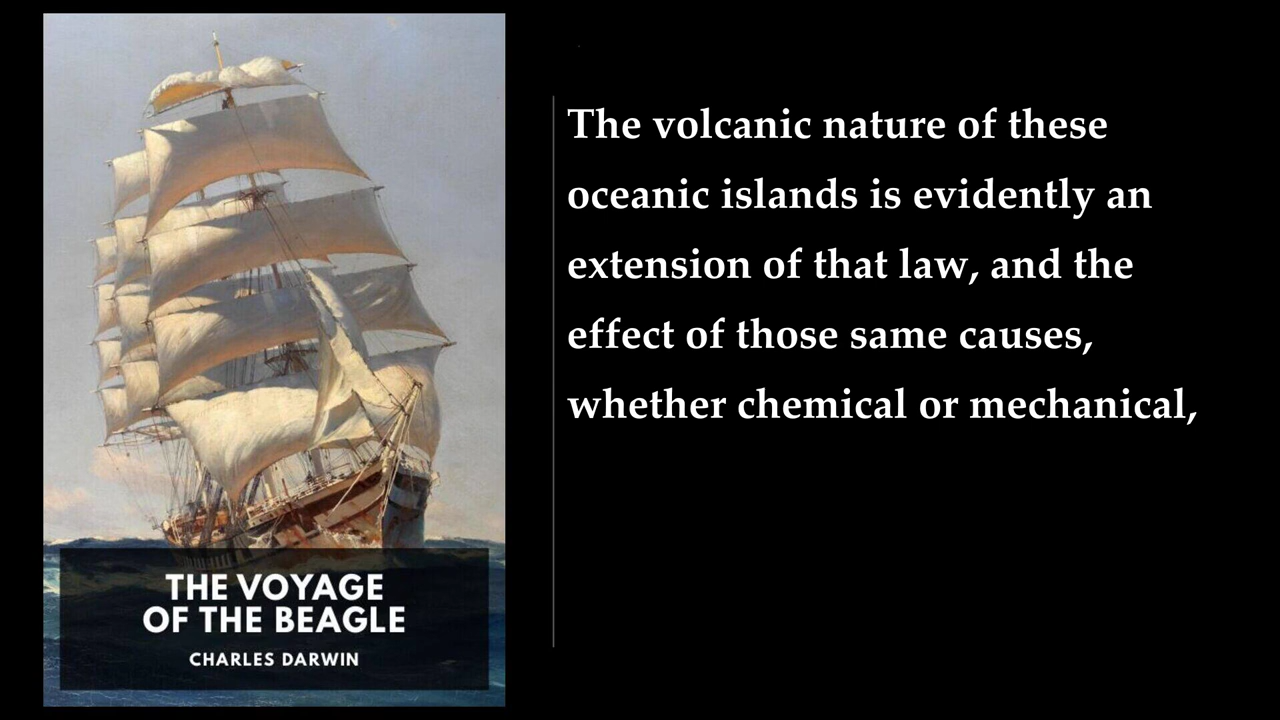 The volcanic nature of these
oceanic islands is evidently an
extension of that law, and the
effect of those same causes,
whether chemical or mechanical,
THE VOYAGE
OF THE BEAGLE
CHARLES DARWIN